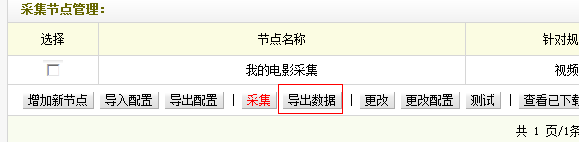 采集节点管理：
选择 节点名称 针对规
我的电影采集 视频
增加新节点 导入配置 导出配置 | 采集 导出数据 | 更改 更改配置 测试 | 查看已下载
共 1 页/1条